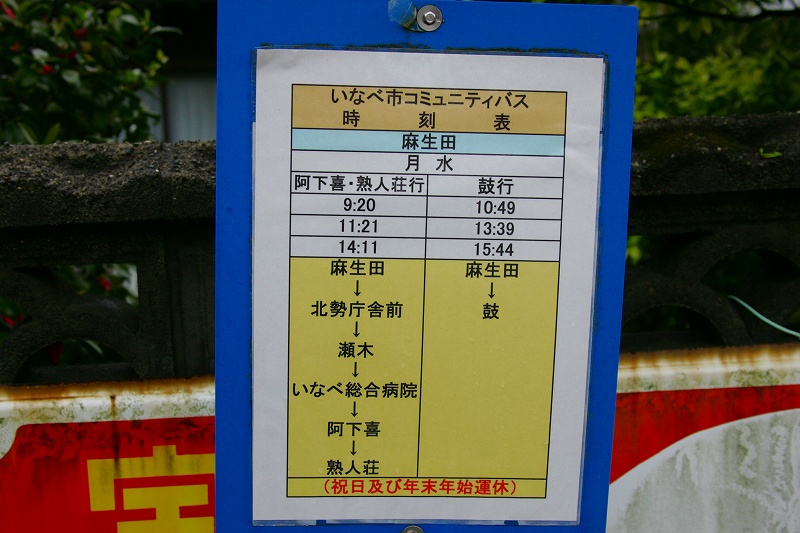 いなべ市コミュニティバス
時 刻 表
麻生田
月 水
阿下喜・熟人荘行 鼓行
9:20 10:49
11:21 13:39
14:11 15:44
麻生田 麻生田
↓ ↓
北勢庁舎前 鼓
↓
瀬木
↓
いなべ総合病院
↓
阿下喜
↓
熟人荘
（祝日及び年末年始運休）